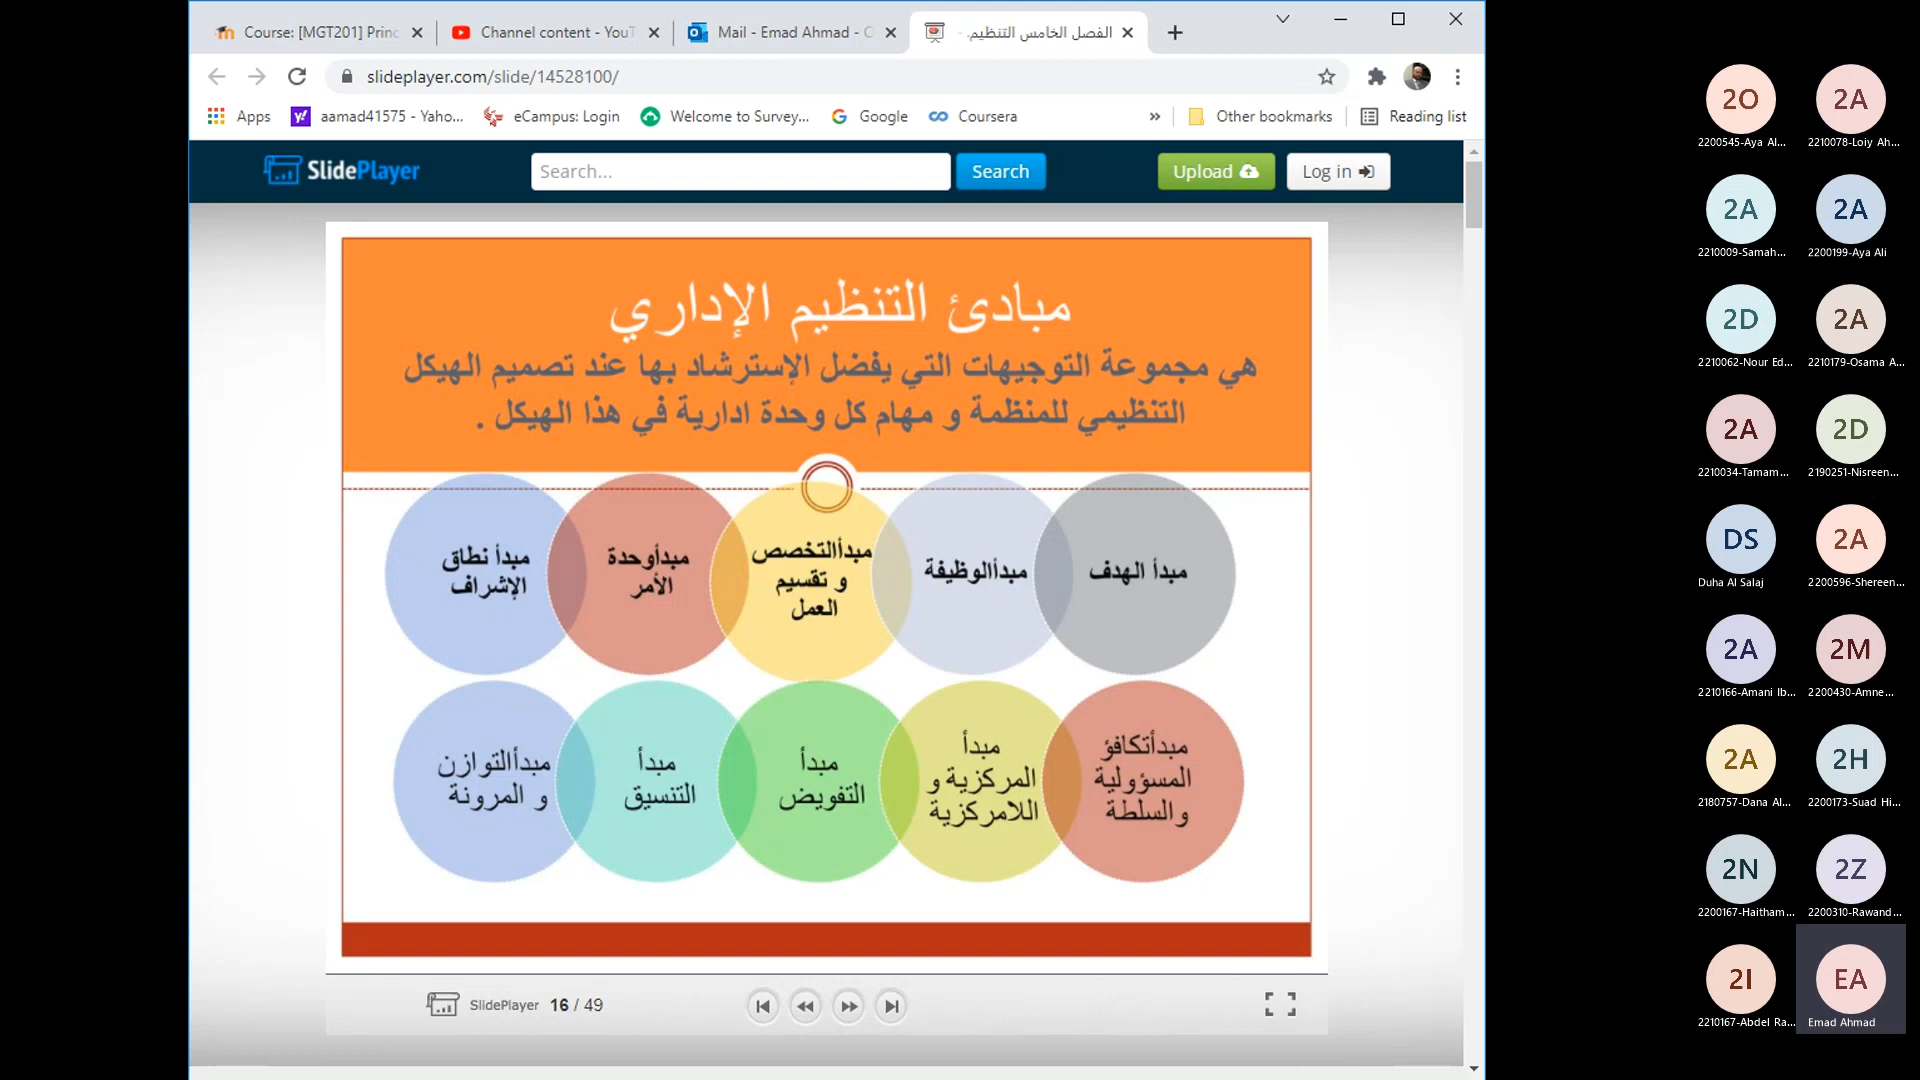 Course: [MGT201] Princ
Channel content - YouT
Mail - Emad Ahmad - O
الفصل الخامس التنظيم. -
slideplayer.com/slide/14528100/
Apps
aamad41575 - Yaho...
eCampus: Login
Welcome to Survey...
Google
Coursera
»
Other bookmarks
Reading list
SlidePlayer
Search...
Search
Upload
Log in
مبادئ التنظيم الإداري
هي مجموعة التوجيهات التي يفضل الإسترشاد بها عند تصميم الهيكل
التنظيمي للمنظمة و مهام كل وحدة ادارية في هذا الهيكل .
مبدأ الهدف
مبدأالوظيفة
مبدأالتخصص
و تقسيم
العمل
مبدأوحدة
الأمر
مبدأ نطاق
الإشراف
مبدأتكافؤ
المسؤولية
والسلطة
مبدأ
المركزية و
اللامركزية
مبدأ
التفويض
مبدأ
التنسيق
مبدأالتوازن
و المرونة
SlidePlayer
16 / 49
2O
2200545-Aya Al...
2A
2210078-Loiy Ah...
2A
2210009-Samah...
2A
2200199-Aya Ali
2D
2210062-Nour Ed...
2A
2210179-Osama A...
2A
2210034-Tamam...
2D
2190251-Nisreen...
DS
Duha Al Salaj
2A
2200596-Shereen...
2A
2210166-Amani Ib...
2M
2200430-Amne...
2A
2180757-Dana Al...
2H
2200173-Suad Hi...
2N
2200167-Haitham...
2Z
2200310-Rawand...
2I
2210167-Abdel Ra...
EA
Emad Ahmad